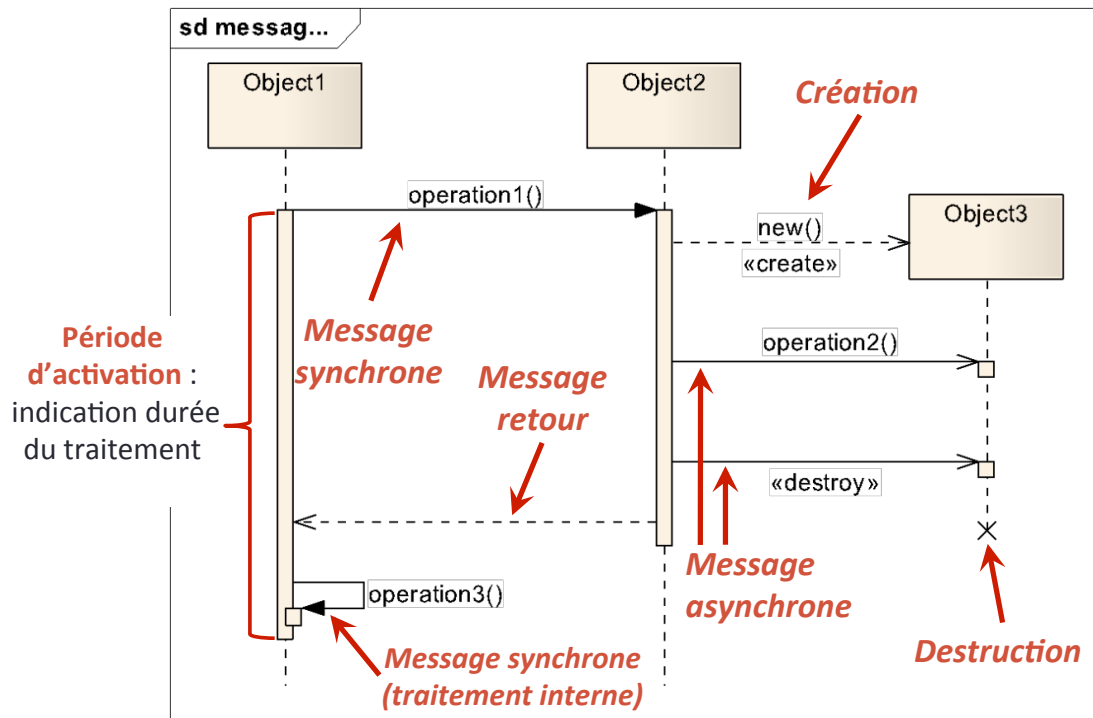 sd messag...
Object1
Object2
Création
operation1()
new()
«create»
Object3
Période
d'activation :
indication durée
du traitement
Message
synchrone
operation2()
Message
retour
«destroy»
Message
asynchrone
operation3()
Destruction
Message synchrone
(traitement interne)